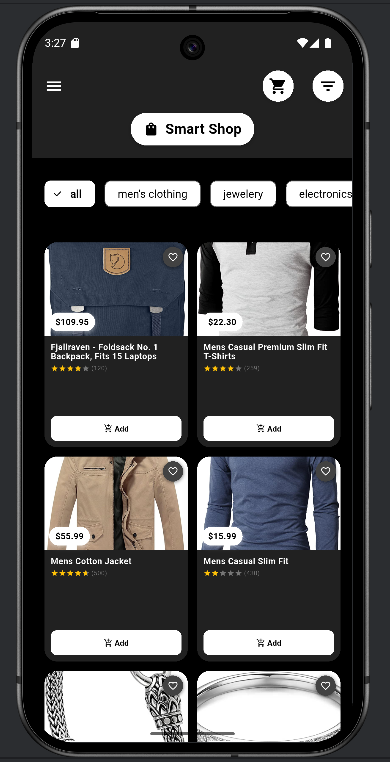 3:27
Smart Shop
all
men's clothing
jewelery
electronics
$109.95
$22.30
Fjallraven - Foldsack No. 1
Backpack, Fits 15 Laptops
Mens Casual Premium Slim Fit
T-Shirts
(120)
(259)
Add
Add
$55.99
$15.99
Mens Cotton Jacket
Mens Casual Slim Fit
(500)
(430)
Add
Add